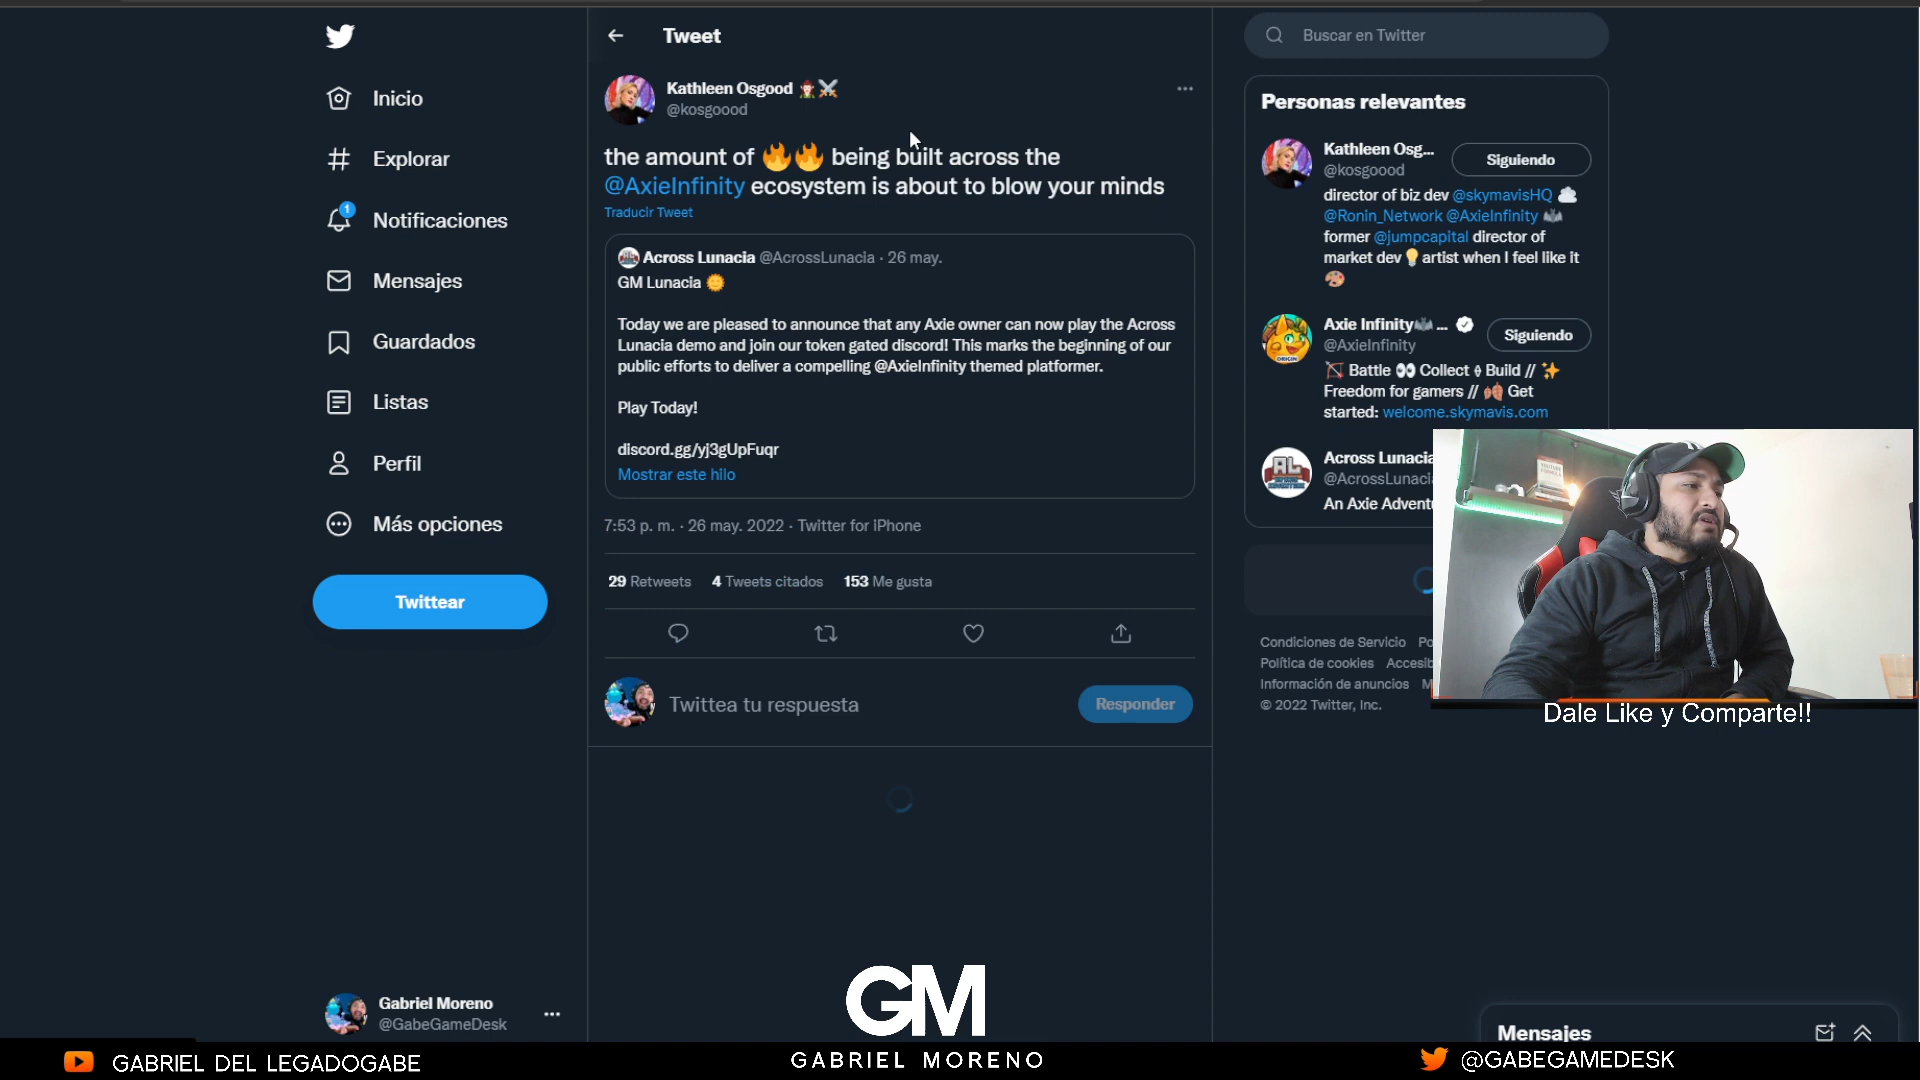 Tweet
Buscar en Twitter
Inicio
Explorar
1
Notificaciones
Mensajes
Guardados
Listas
Perfil
Más opciones
Twittear
Gabriel Moreno
@GabeGameDesk
Kathleen Osgood
@kosgoood
the amount of 🔥🔥 being built across the
@AxieInfinity ecosystem is about to blow your minds
Traducir Tweet
Across Lunacia @AcrossLunacia · 26 may.
GM Lunacia 🌞
Today we are pleased to announce that any Axie owner can now play the Across
Lunacia demo and join our token gated discord! This marks the beginning of our
public efforts to deliver a compelling @AxieInfinity themed platformer.
Play Today!
discord.gg/yj3gUpFuqr
Mostrar este hilo
7:53 p. m. · 26 may. 2022 · Twitter for iPhone
29 Retweets 4 Tweets citados 153 Me gusta
Twittea tu respuesta
Responder
Personas relevantes
Kathleen Osg...
@kosgoood
Siguiendo
director of biz dev @skymavisHQ ☁️
@Ronin_Network @AxieInfinity 🦇
former @jumpcapital director of
market dev 💡 artist when I feel like it
🎨
Axie Infinity🦇 ...
@AxieInfinity
Siguiendo
ORIGIN
🏹 Battle 👀 Collect ⬨ Build // ✨
Freedom for gamers // 🫁 Get
started: welcome.skymavis.com
AL
Across Lunacia
@AcrossLunaci
An Axie Advent
Condiciones de Servicio Po
Política de cookies Accesib
Información de anuncios M
© 2022 Twitter, Inc.
Dale Like y Comparte!!
Mensajes
GM
GABRIEL MORENO
GABRIEL DEL LEGADOGABE
@GABEGAMEDESK